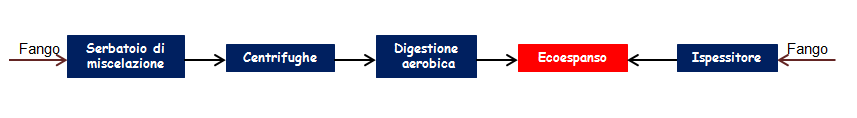 Fango
Serbatoio di
miscelazione
Centrifughe
Digestione
aerobica
Ecoespanso
Ispessitore
Fango